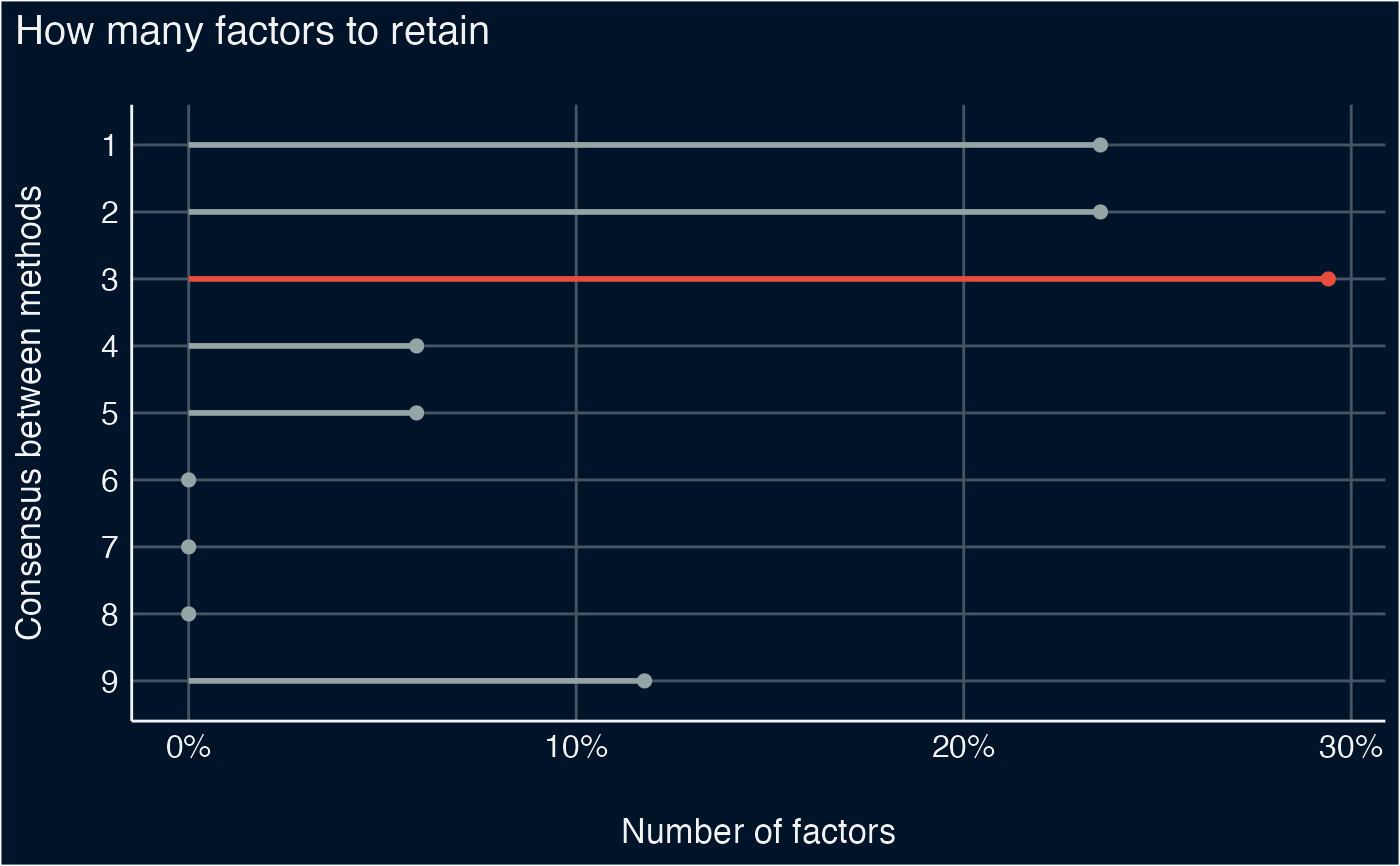 How many factors to retain
Consensus between methods
1
2
3
4
5
6
7
8
9
0% 10% 20% 30%
Number of factors